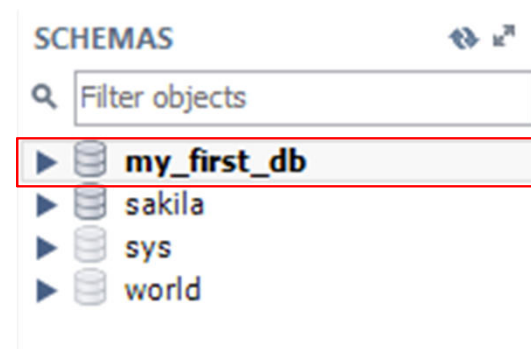 SCHEMAS
Filter objects
my_first_db
sakila
sys
world